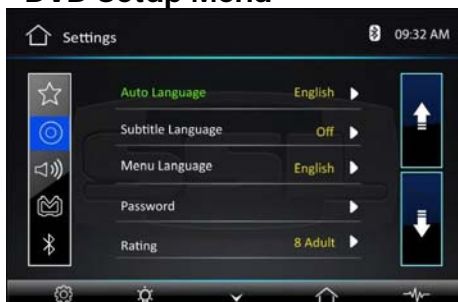 DVD Setup Menu
Settings 09:32 AM
Auto Language English
Subtitle Language Off
Menu Language English
Password
Rating 8 Adult